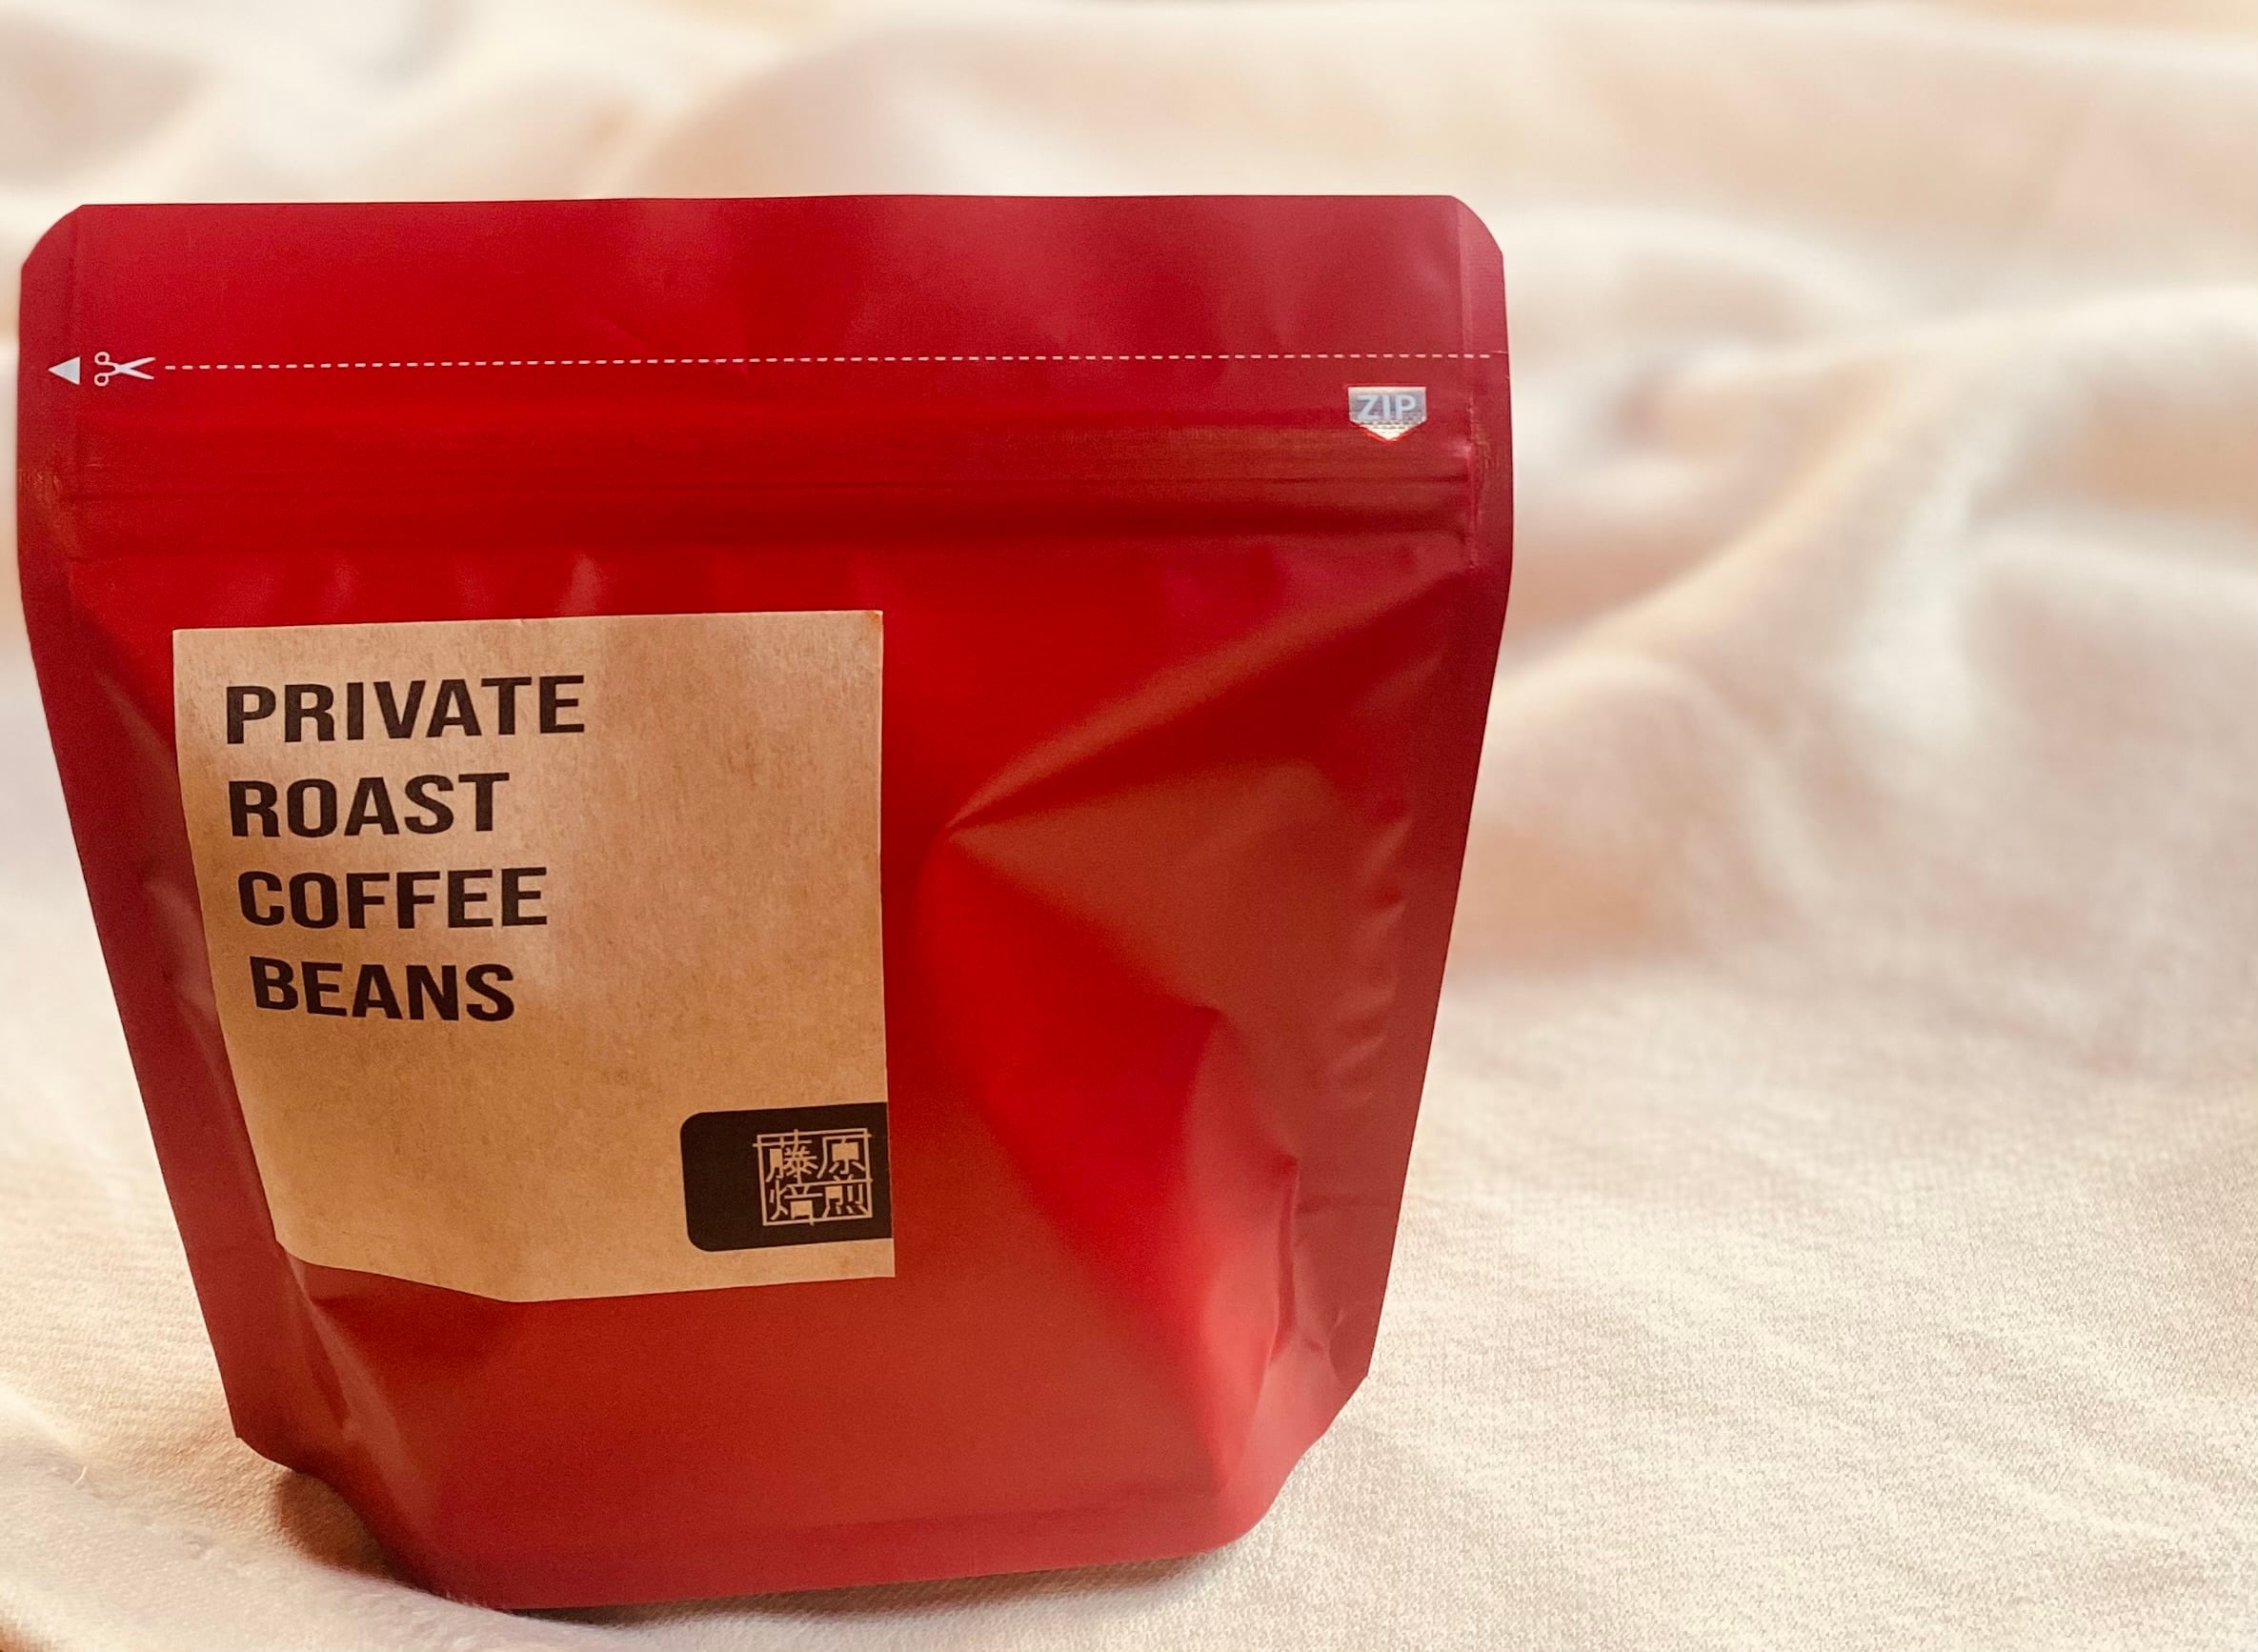 ZIP
PRIVATE
ROAST
COFFEE
BEANS
藤原
焙煎